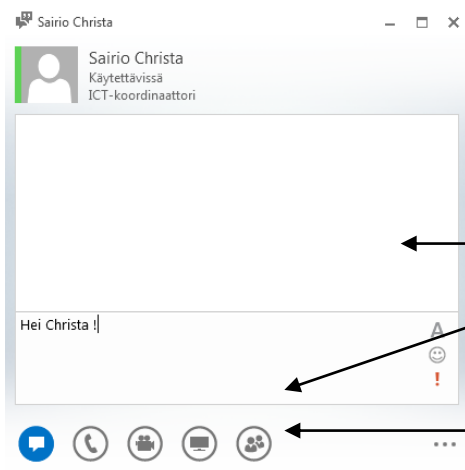 Sairio Christa
Sairio Christa
Käytettävissä
ICT-koordinaattori
Hei Christa !
A
!